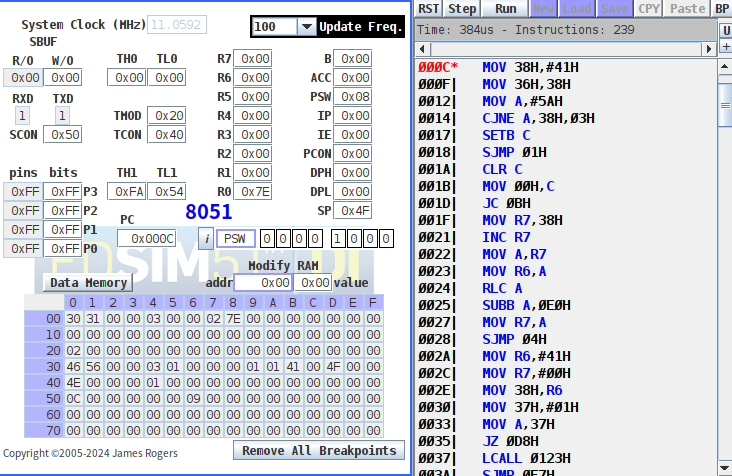 System Clock (MHz) 11.0592
100 Update Freq.
SBUF
R/O W/O TH0 TL0 R7 0x00 B 0x00
0x00 0x00 0x00 0x00 R6 0x00 ACC 0x00
RXD TXD R5 0x00 PSW 0x08
1 1 TMOD 0x20 R4 0x00 IP 0x00
SCON 0x50 TCON 0x40 R3 0x00 IE 0x00
R2 0x00 PCON 0x00
pins bits TH1 TL1 R1 0x00 DPH 0x00
0xFF 0xFF P3 0xFA 0x54 R0 0x7E DPL 0x00
0xFF 0xFF P2 8051 SP 0x4F
0xFF 0xFF P1 PC
0xFF 0xFF P0 0x000C i PSW 0 0 0 0 1 0 0 0
EDSIM51DI
Modify RAM
Data Memory addr 0x00 0x00 value
0 1 2 3 4 5 6 7 8 9 A B C D E F
00 30 31 00 00 03 00 00 02 7E 00 00 00 00 00 00 00
10 00 00 00 00 00 00 00 00 00 00 00 00 00 00 00 00
20 02 00 00 00 00 00 00 00 00 00 00 00 00 00 00 00
30 46 56 00 00 03 01 00 00 00 01 01 41 00 4F 00 00
40 4E 00 00 00 01 00 00 00 00 00 00 00 00 00 00 00
50 0C 00 00 00 00 00 09 00 00 00 00 00 00 00 00 00
60 00 00 00 00 00 00 00 00 00 00 00 00 00 00 00 00
70 00 00 00 00 00 00 00 00 00 00 00 00 00 00 00 00
Copyright ©2005-2024 James Rogers Remove All Breakpoints
RST Step Run New Load Save CPY Paste BP
Time: 384us - Instructions: 239 U
+
000C* MOV 38H,#41H
000F| MOV 36H,38H
0012| MOV A,#5AH
0014| CJNE A,38H,03H
0017| SETB C
0018| SJMP 01H
001A| CLR C
001B| MOV 00H,C
001D| JC 0BH
001F| MOV R7,38H
0021| INC R7
0022| MOV A,R7
0023| MOV R6,A
0024| RLC A
0025| SUBB A,0E0H
0027| MOV R7,A
0028| SJMP 04H
002A| MOV R6,#41H
002C| MOV R7,#00H
002E| MOV 38H,R6
0030| MOV 37H,#01H
0033| MOV A,37H
0035| JZ 0D8H
0037| LCALL 0123H
003A| SJMP 0E7H